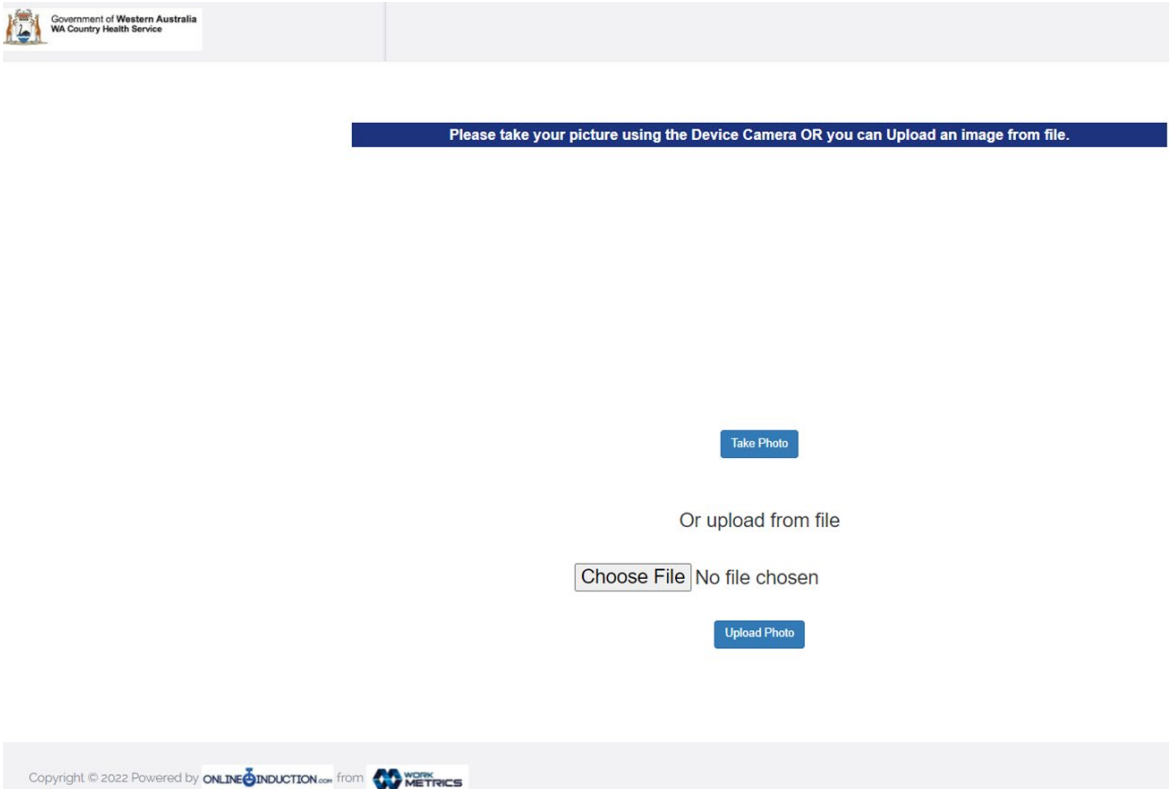 Government of Western Australia
WA Country Health Service
Please take your picture using the Device Camera OR you can Upload an image from file.
Take Photo
Or upload from file
Choose File No file chosen
Upload Photo
Copyright © 2022 Powered by ONLINE INDUCTION.COM from WORK METRICS